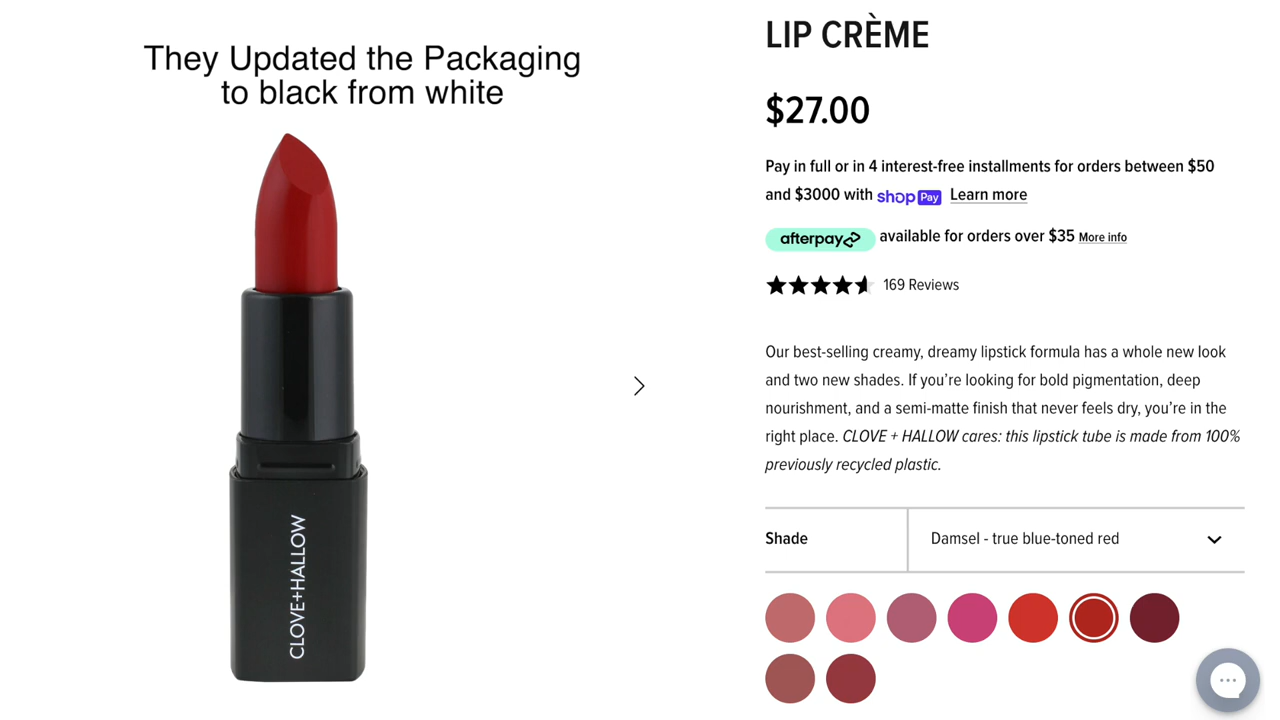 They Updated the Packaging
to black from white
CLOVE+HALLOW
LIP CRÈME
$27.00
Pay in full or in 4 interest-free installments for orders between $50
and $3000 with shop Pay Learn more
afterpay available for orders over $35 More info
169 Reviews
Our best-selling creamy, dreamy lipstick formula has a whole new look
and two new shades. If you’re looking for bold pigmentation, deep
nourishment, and a semi-matte finish that never feels dry, you’re in the
right place. CLOVE + HALLOW cares: this lipstick tube is made from 100%
previously recycled plastic.
Shade
Damsel - true blue-toned red